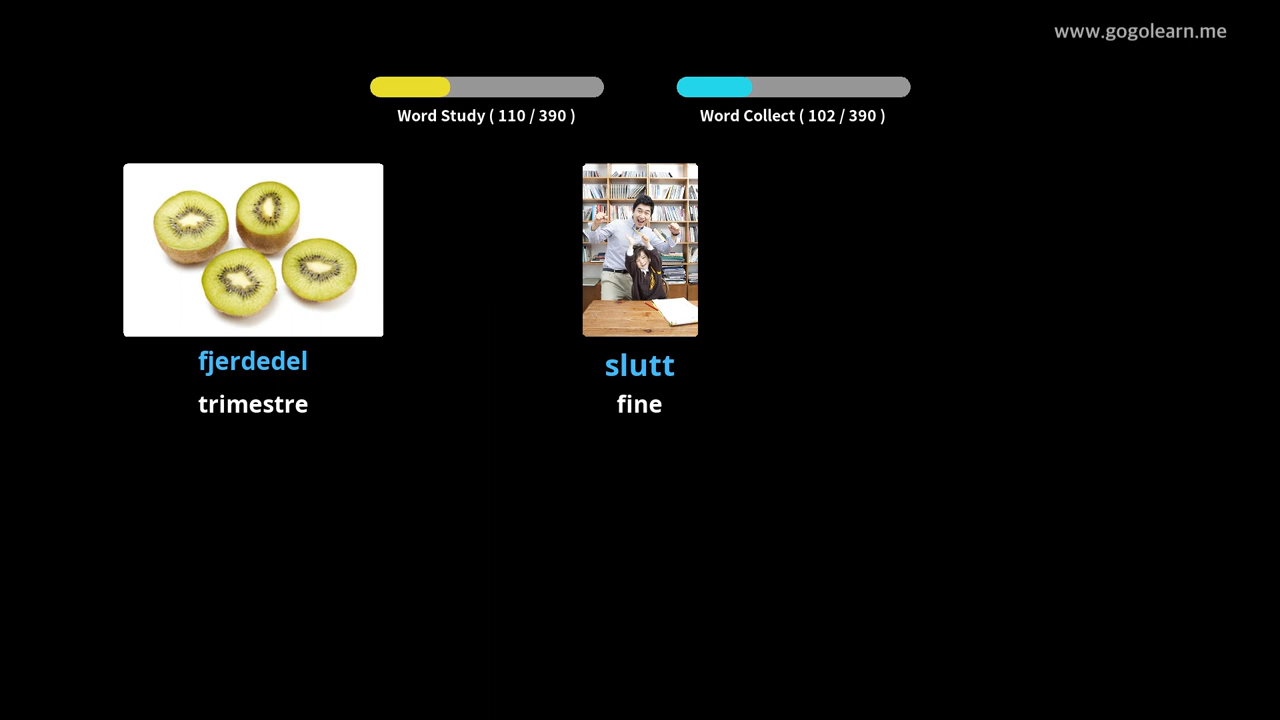 www.gogolearn.me
Word Study ( 110 / 390 )
Word Collect ( 102 / 390 )
fjerdedel
trimestre
slutt
fine